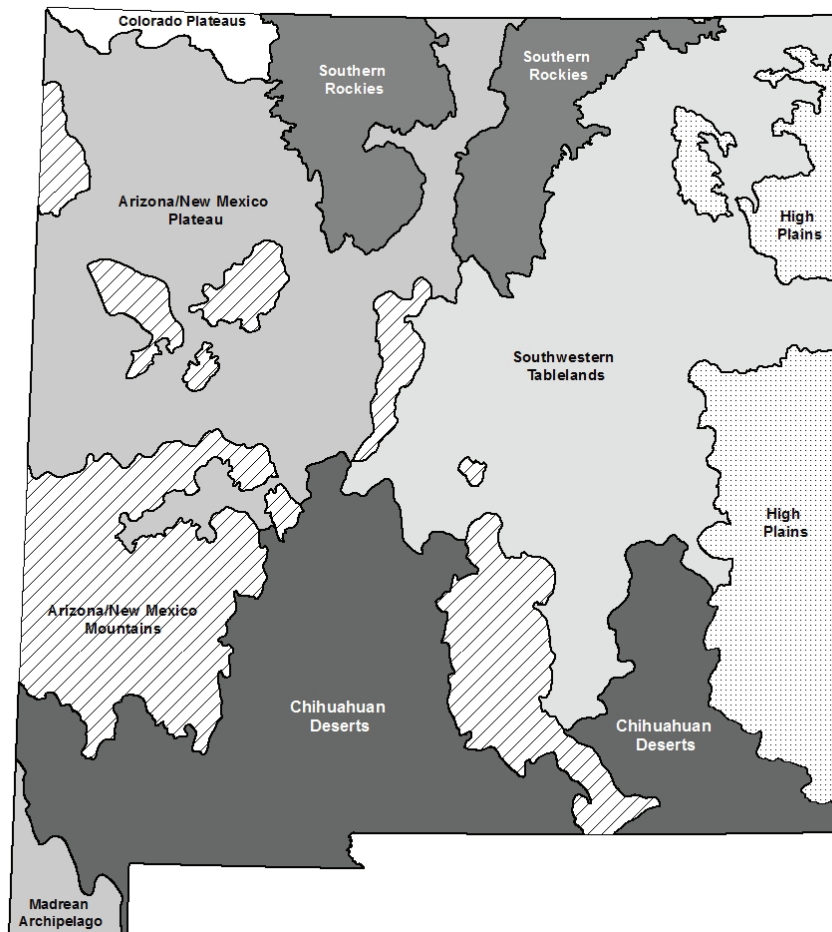 Colorado Plateaus
Southern
Rockies
Southern
Rockies
Arizona/New Mexico
Plateau
High
Plains
Southwestern
Tablelands
High
Plains
Arizona/New Mexico
Mountains
Chihuahuan
Deserts
Chihuahuan
Deserts
Madrean
Archipelago